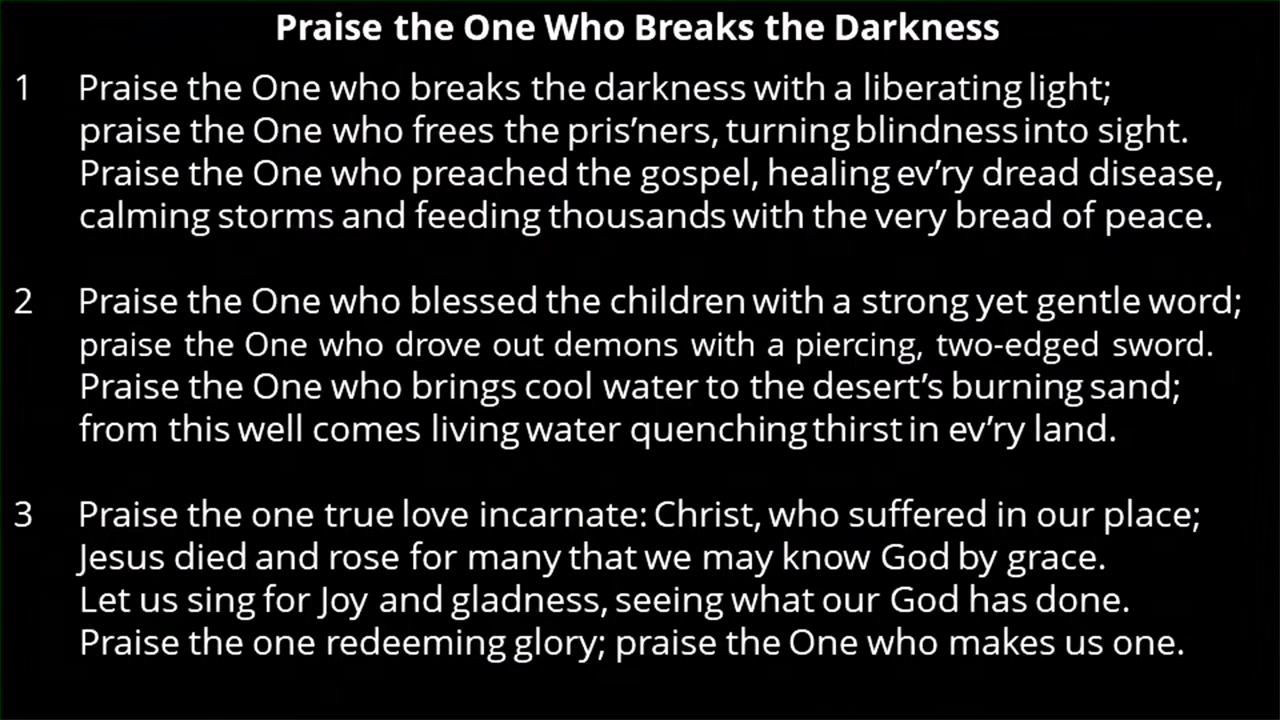 Praise the One Who Breaks the Darkness
1 Praise the One who breaks the darkness with a liberating light;
praise the One who frees the pris’ners, turning blindness into sight.
Praise the One who preached the gospel, healing ev’ry dread disease,
calming storms and feeding thousands with the very bread of peace.
2 Praise the One who blessed the children with a strong yet gentle word;
praise the One who drove out demons with a piercing, two-edged sword.
Praise the One who brings cool water to the desert’s burning sand;
from this well comes living water quenching thirst in ev’ry land.
3 Praise the one true love incarnate: Christ, who suffered in our place;
Jesus died and rose for many that we may know God by grace.
Let us sing for Joy and gladness, seeing what our God has done.
Praise the one redeeming glory; praise the One who makes us one.